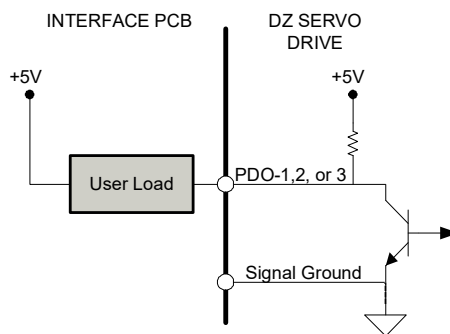 INTERFACE PCB
DZ SERVO
DRIVE
+5V
+5V
User Load
PDO-1,2, or 3
Signal Ground